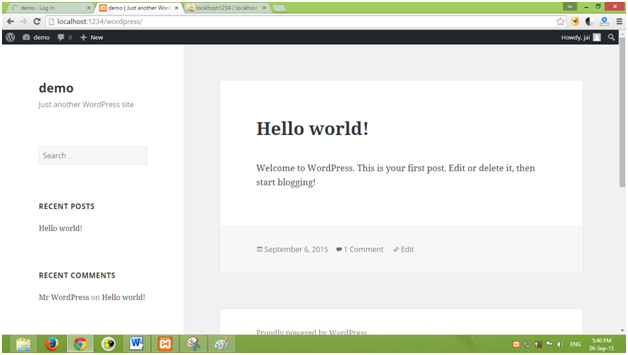 demo - Log In
demo | Just another Wor
localhost:1234 / localhost
localhost:1234/wordpress/
demo 0 New Howdy, jai
demo
Just another WordPress site
Search ...
RECENT POSTS
Hello world!
RECENT COMMENTS
Mr WordPress on Hello world!
Hello world!
Welcome to WordPress. This is your first post. Edit or delete it, then
start blogging!
September 6, 2015 1 Comment Edit
Proudly powered by WordPress
ENG
5:40 PM
06-Sep-15